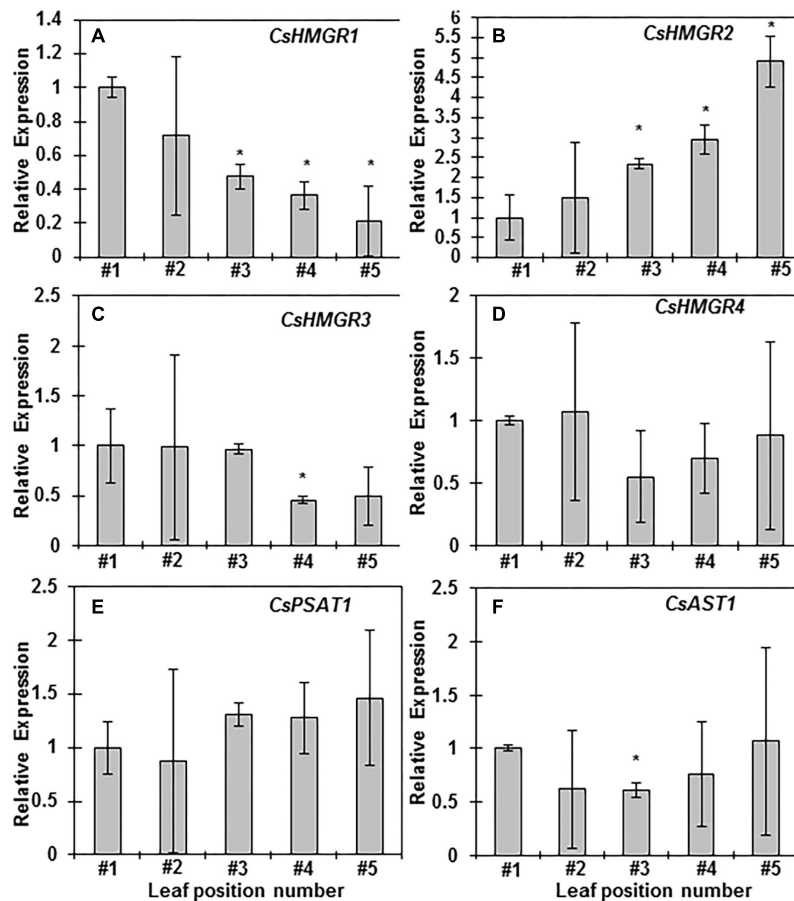 A
CsHMGR1
Relative Expression
1.4
1.2
1
0.8
0.6
0.4
0.2
0
*
*
*
#1 #2 #3 #4 #5
B
CsHMGR2
Relative Expression
6
5.5
5
4.5
4
3.5
3
2.5
2
1.5
1
0.5
0
*
*
*
#1 #2 #3 #4 #5
C
CsHMGR3
Relative Expression
2.5
2
1.5
1
0.5
0
*
#1 #2 #3 #4 #5
D
CsHMGR4
Relative Expression
2
1.5
1
0.5
0
#1 #2 #3 #4 #5
E
CsPSAT1
Relative Expression
2.5
2
1.5
1
0.5
0
#1 #2 #3 #4 #5
Leaf position number
F
CsAST1
Relative Expression
2.5
2
1.5
1
0.5
0
*
#1 #2 #3 #4 #5
Leaf position number